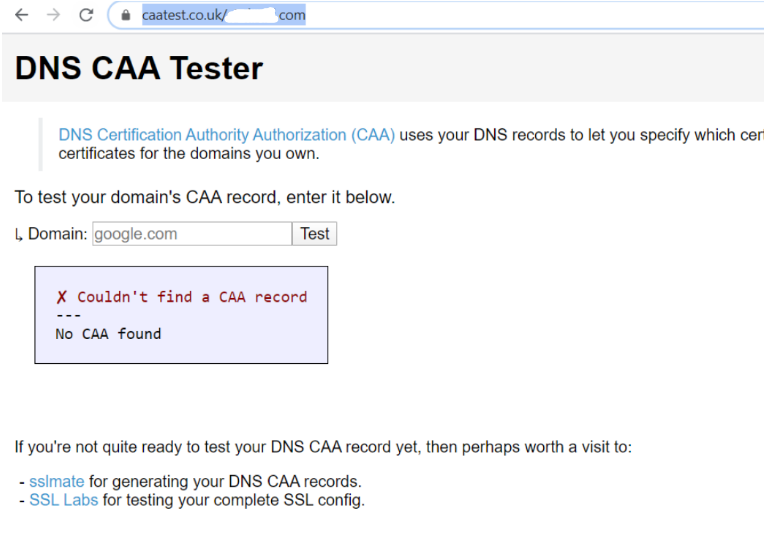 caatest.co.uk/ .com
DNS CAA Tester
DNS Certification Authority Authorization (CAA) uses your DNS records to let you specify which
certificates for the domains you own.
To test your domain's CAA record, enter it below.
↳ Domain: google.com Test
✗ Couldn't find a CAA record
---
No CAA found
If you're not quite ready to test your DNS CAA record yet, then perhaps worth a visit to:
- sslmate for generating your DNS CAA records.
- SSL Labs for testing your complete SSL config.